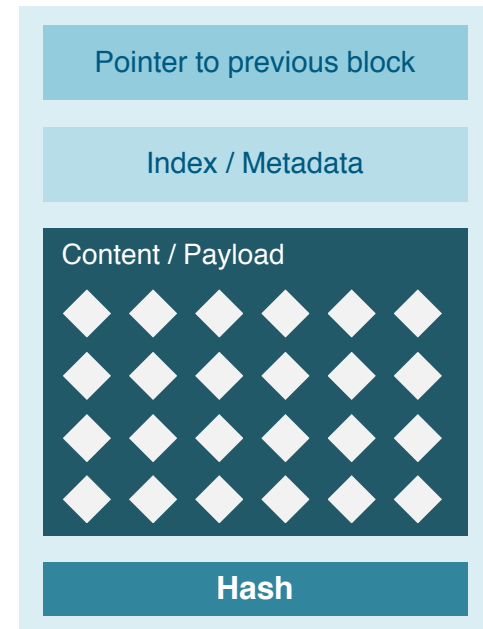 Pointer to previous block
Index / Metadata
Content / Payload
Hash